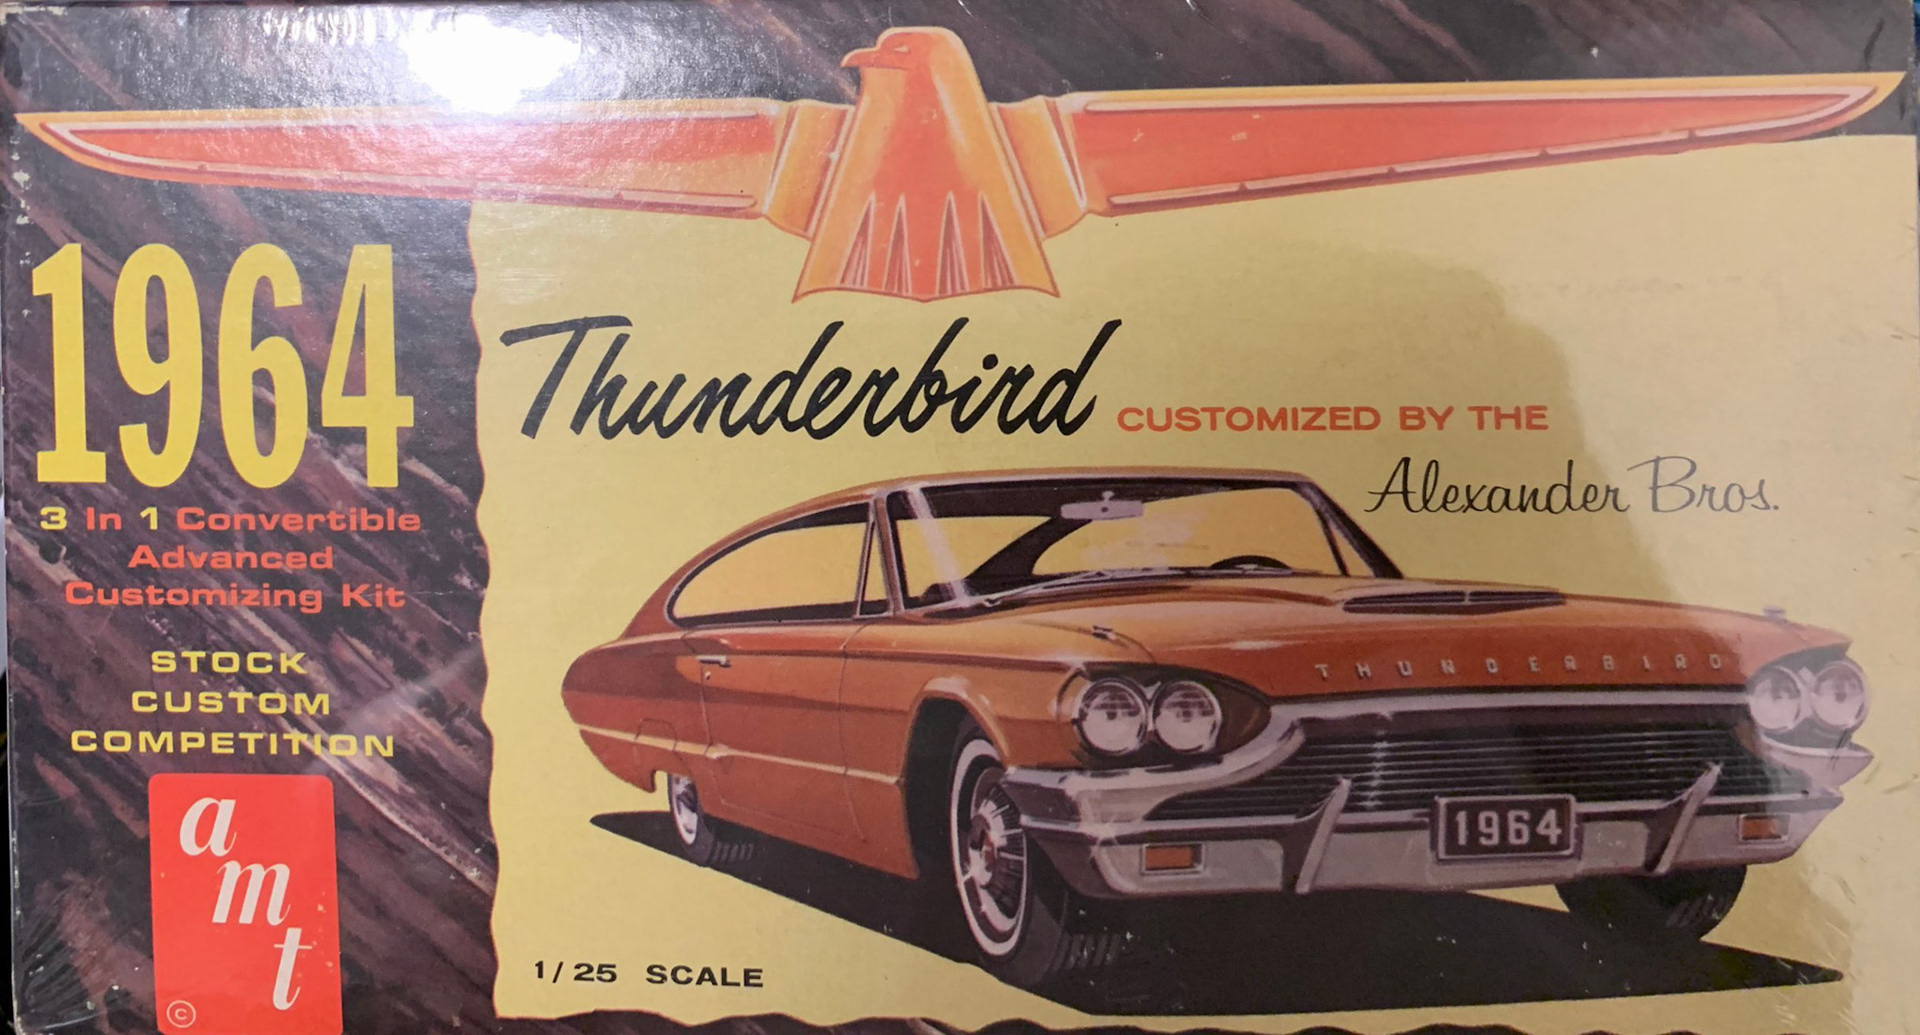 1964
3 In 1 Convertible
Advanced
Customizing Kit
STOCK
CUSTOM
COMPETITION
amt
©
Thunderbird CUSTOMIZED BY THE
Alexander Bros.
THUNDERBIRD
1964
1/25 SCALE